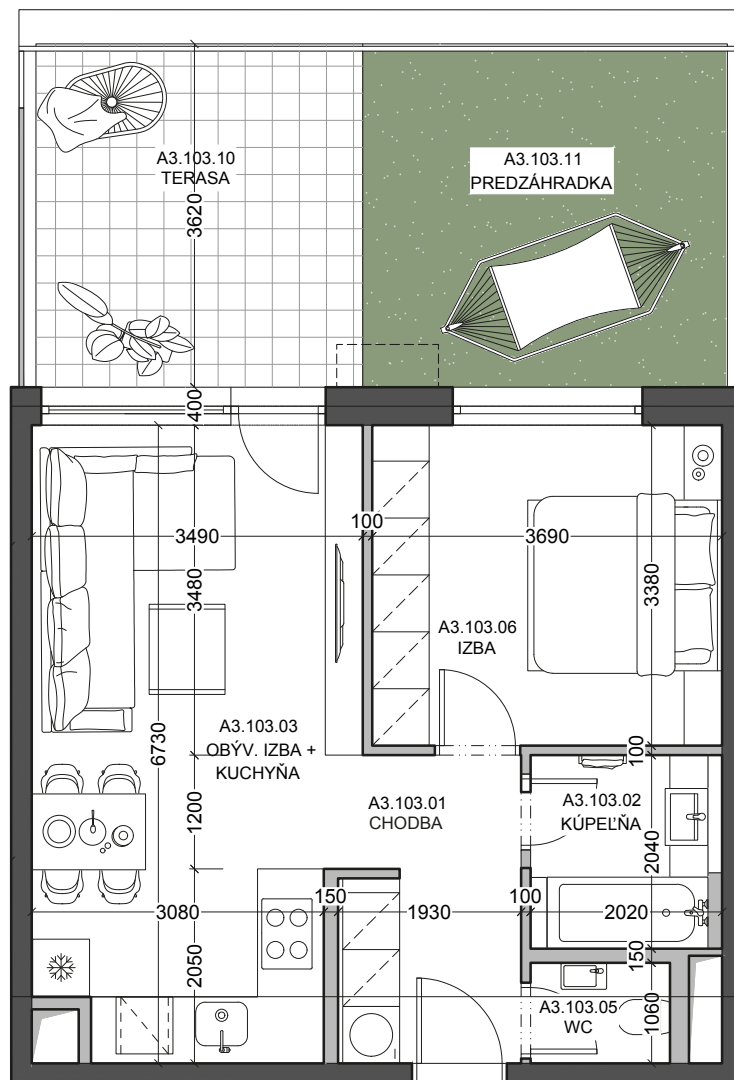 A3.103.10
TERASA
3620
A3.103.11
PREDZÁHRADKA
400
3490
100
3690
3480
3380
A3.103.06
IZBA
A3.103.03
OBÝV. IZBA +
KUCHYŇA
6730
100
1200
A3.103.01
CHODBA
A3.103.02
KÚPEĽŇA
2040
3080
150
1930
100
2020
2050
150
A3.103.05
WC
1060